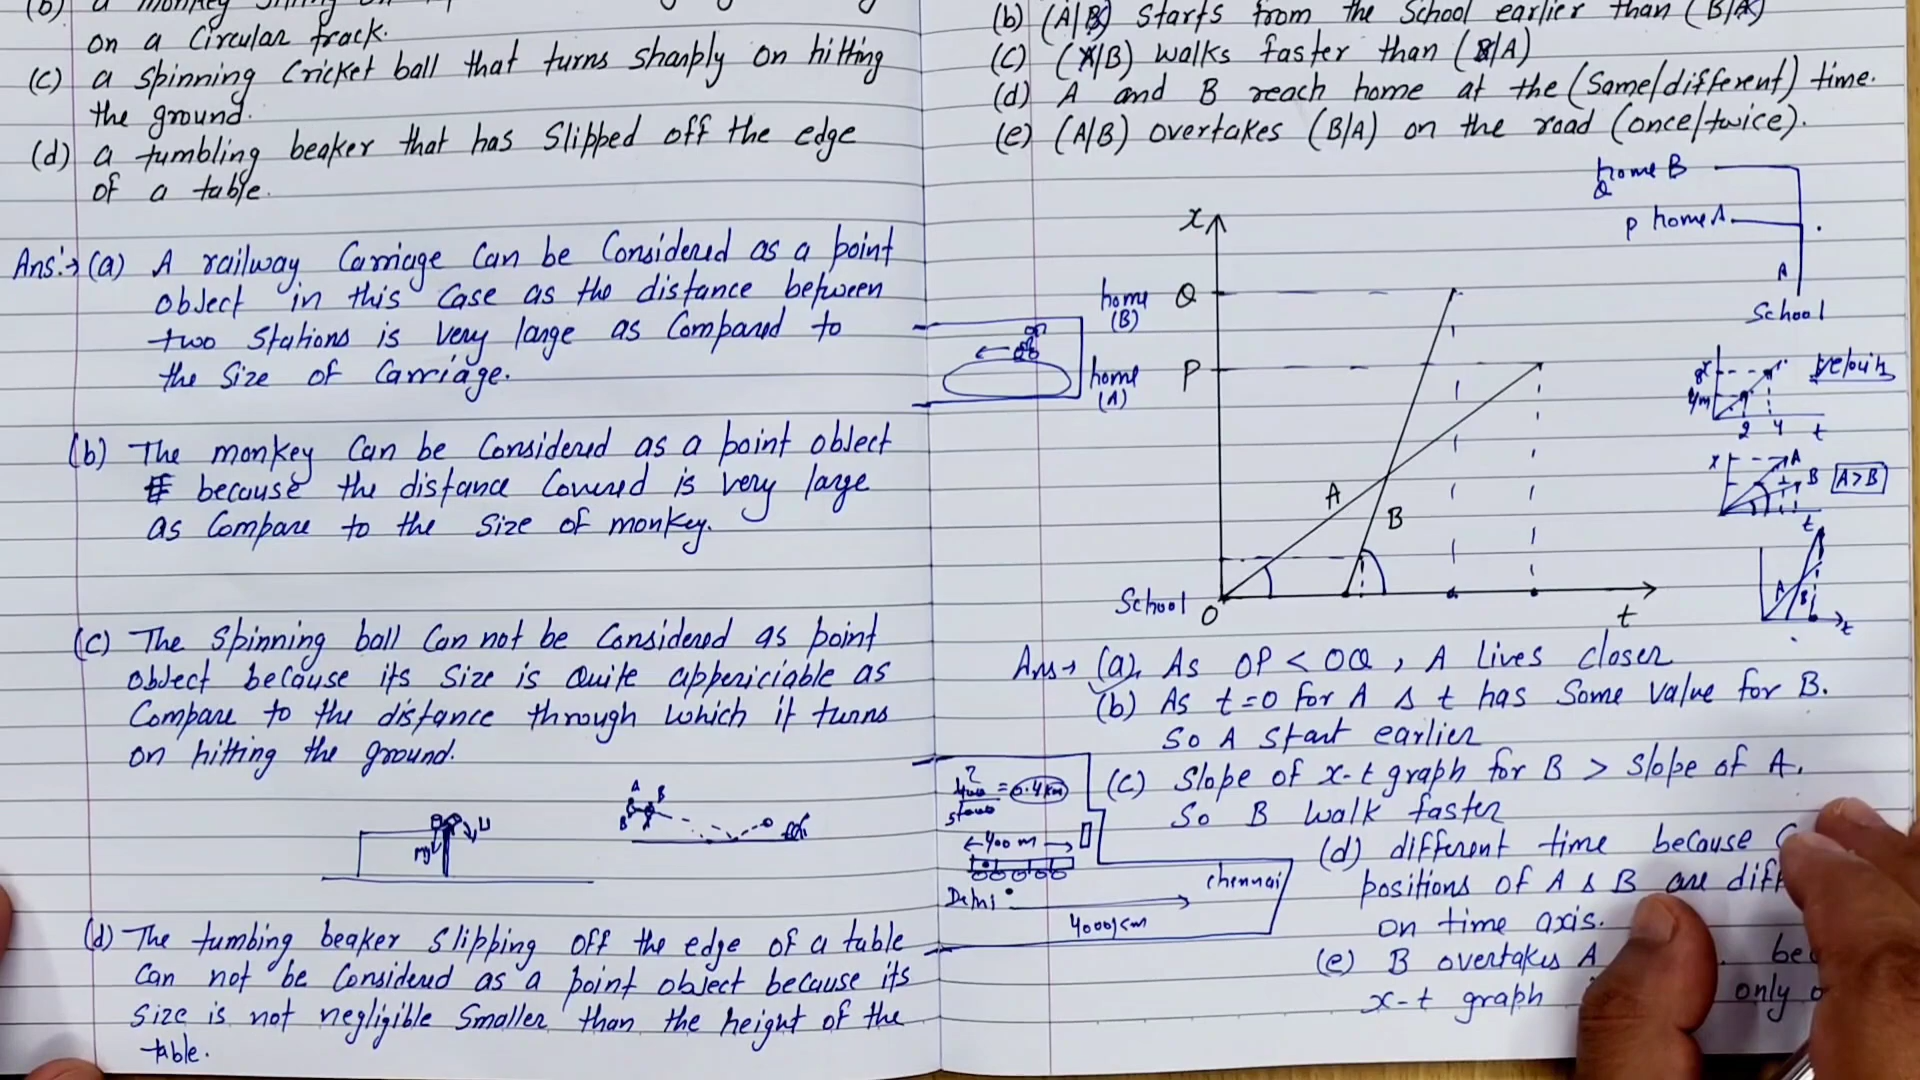 on a Circular track.
(c) a spinning Cricket ball that turns sharply on hitting
the ground.
(d) a tumbling beaker that has slipped off the edge
of a table.
Ans:→ (a) A railway Carriage Can be Considered as a point
object in this Case as the distance between
two stations is very large as Compared to
the size of Carriage.
(b) The monkey Can be Considered as a point object
because the distance Covered is very large
as Compare to the size of monkey.
(c) The spinning ball Can not be Considered as point
object because its size is Quite appericiable as
Compare to the distance through which it turns
on hitting the ground.
A B
B A
mg
(d) The tumbing beaker slipping off the edge of a table
Can not be Considered as a point object because its
size is not negligible smaller than the height of the
table.
(b) (A/B) starts from the School earlier than (B/A)
(c) (A/B) walks faster than (B/A)
(d) A and B reach home at the (Same/different) time.
(e) (A/B) overtakes (B/A) on the road (once/twice).
home B
Q
P home A
A
School
x
home Q
(B)
home P
(A)
A
B
School O
t
x
8
4m
2 4 t
x A
B A>B
t
A B
t
Ans→ (a) As OP < OQ, A lives closer
(b) As t=0 for A & t has some value for B.
So A start earlier
(c) Slope of x-t graph for B > slope of A.
So B walk faster
(d) different time because
positions of A & B are diff
on time axis.
(e) B overtakes A
x-t graph only
= 0.4km
←400 m→
Delhi
Chennai
4000km